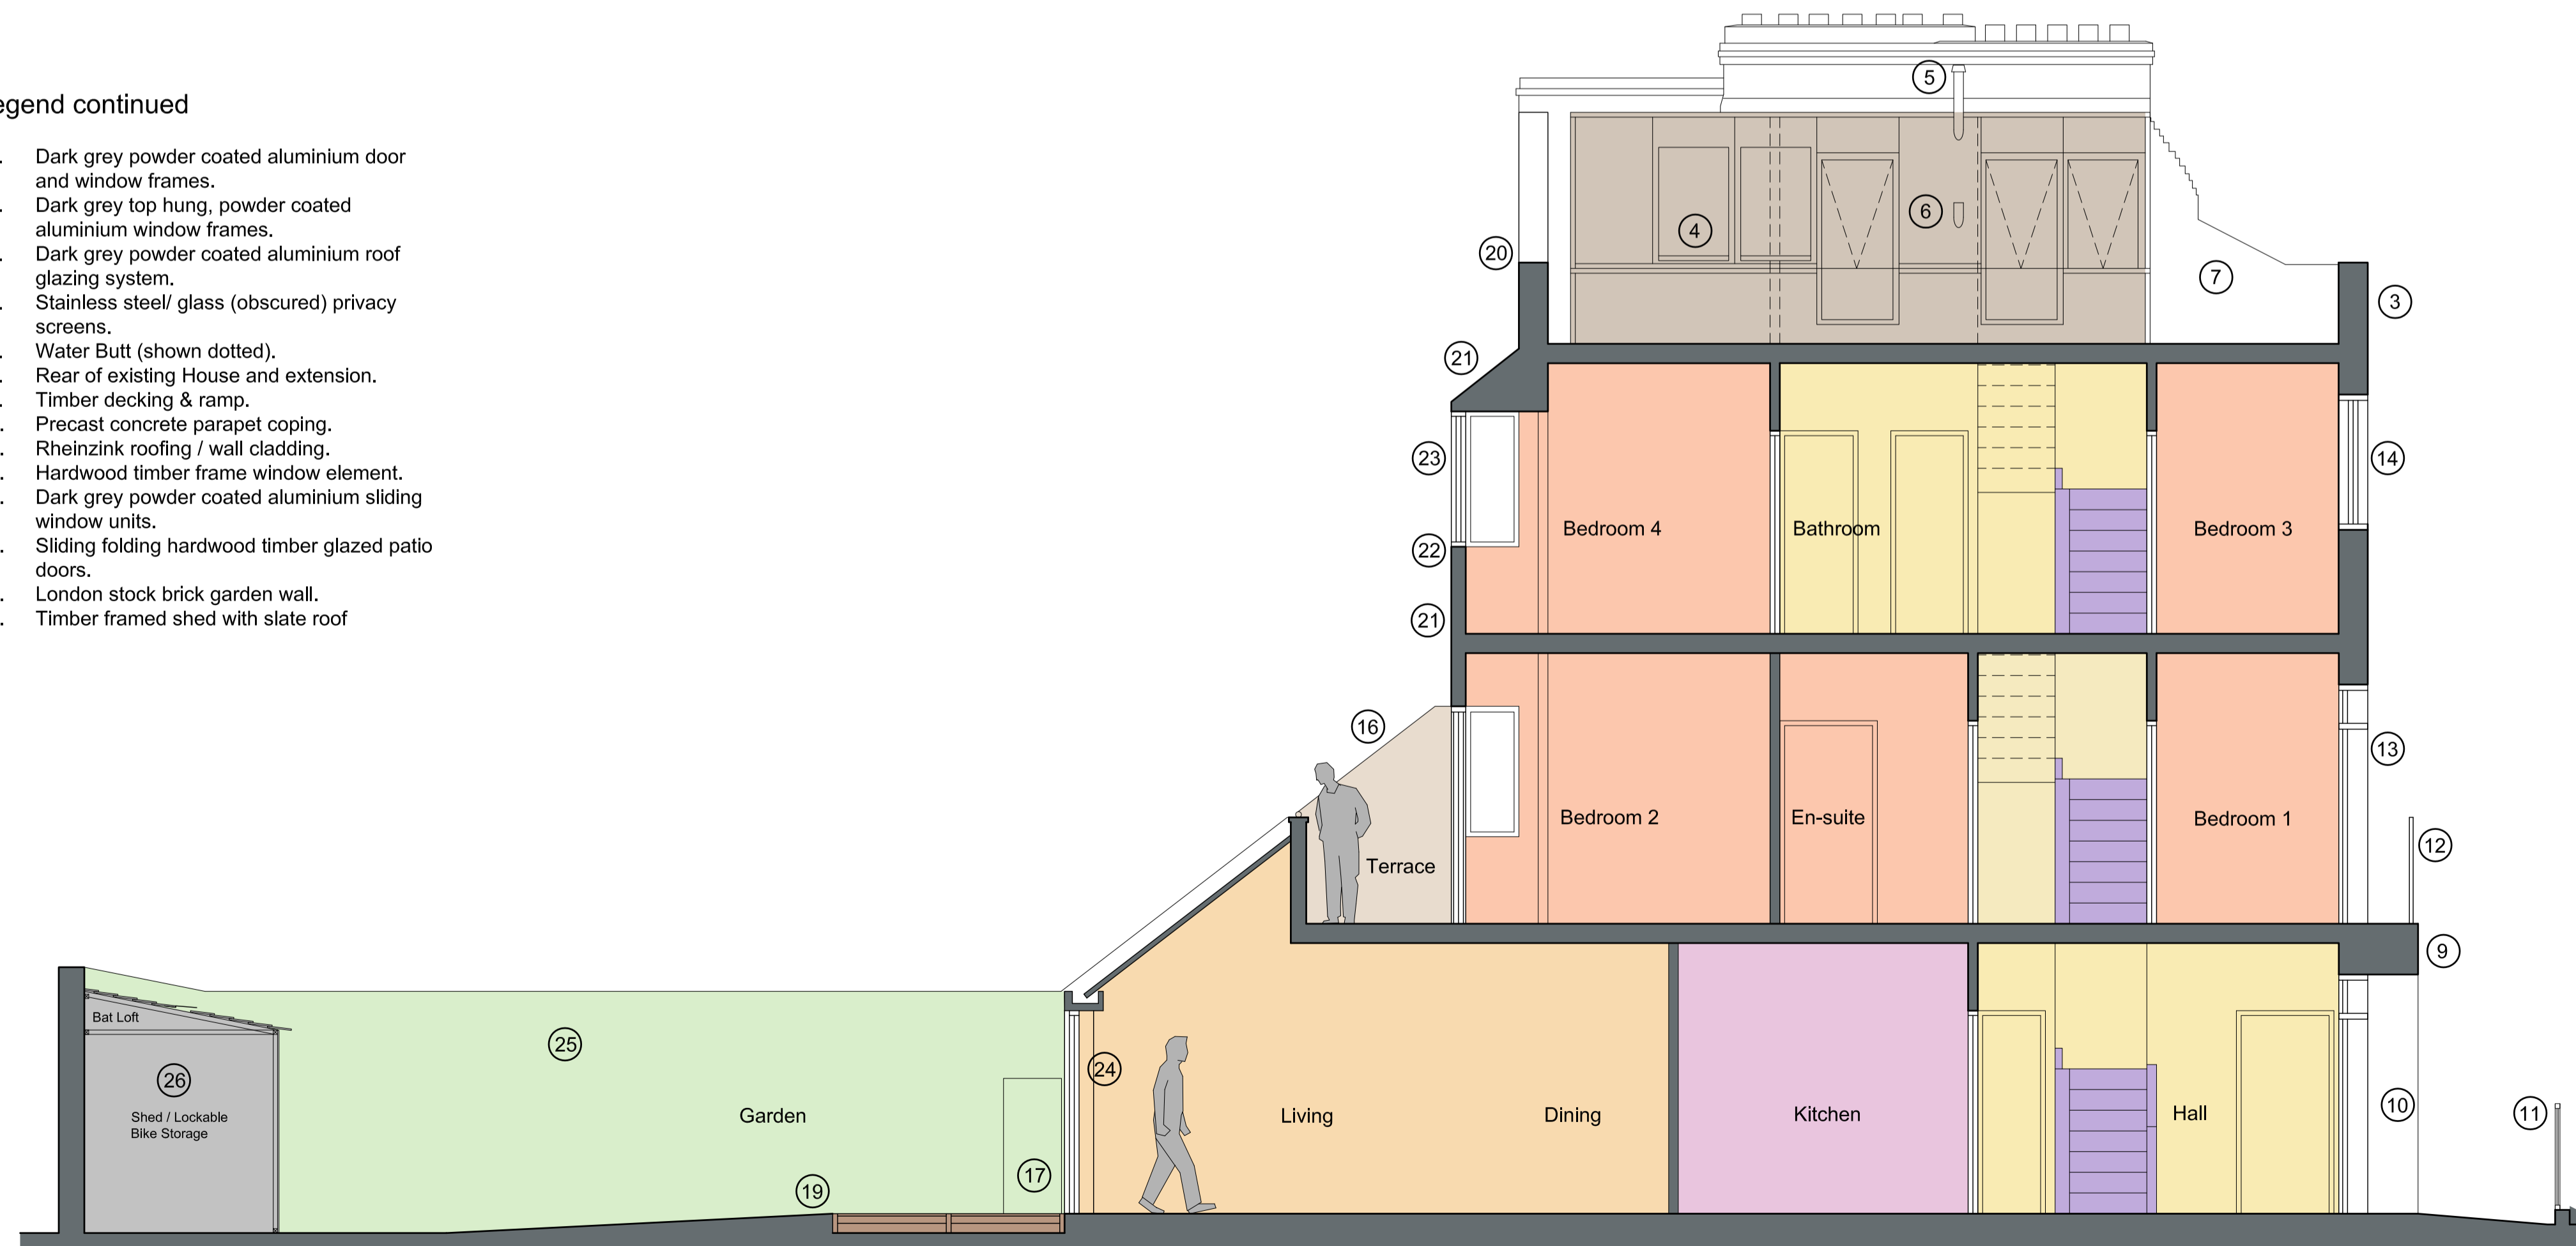 egend continued
. Dark grey powder coated aluminium door
and window frames.
. Dark grey top hung, powder coated
aluminium window frames.
. Dark grey powder coated aluminium roof
glazing system.
. Stainless steel/ glass (obscured) privacy
screens.
. Water Butt (shown dotted).
. Rear of existing House and extension.
. Timber decking & ramp.
. Precast concrete parapet coping.
. Rheinzink roofing / wall cladding.
. Hardwood timber frame window element.
. Dark grey powder coated aluminium sliding
window units.
. Sliding folding hardwood timber glazed patio
doors.
. London stock brick garden wall.
. Timber framed shed with slate roof
5
4
6
20
7
3
21
23
14
Bedroom 4
Bathroom
Bedroom 3
22
21
16
13
Bedroom 2
En-suite
Bedroom 1
12
Terrace
9
Bat Loft
25
24
26
Shed / Lockable
Bike Storage
Garden
Living
Dining
Kitchen
Hall
10
11
17
19